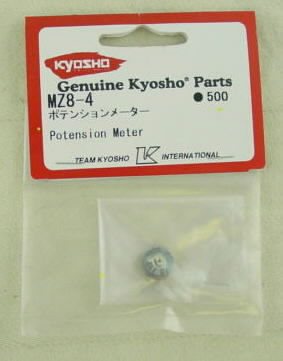 KYOSHO
Genuine Kyosho® Parts
MZ8-4 ●500
ポテンションメーター
Potension Meter
TEAM KYOSHO K INTERNATIONAL